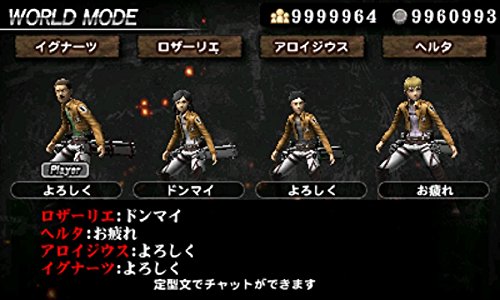 WORLD MODE
9999964
9960993
イグナーツ
ロザーリエ
アロイジウス
ヘルタ
Player
よろしく
ドンマイ
よろしく
お疲れ
ロザーリエ:ドンマイ
ヘルタ:お疲れ
アロイジウス:よろしく
イグナーツ:よろしく
定型文でチャットができます